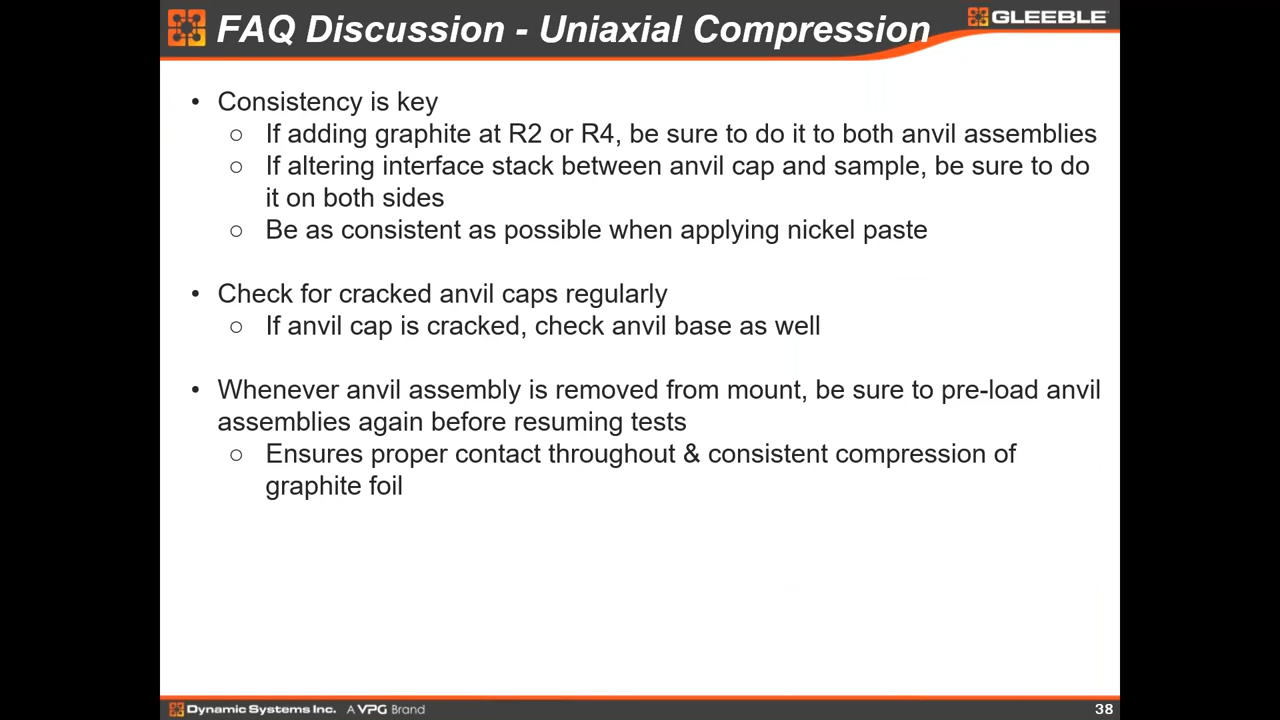 FAQ Discussion - Uniaxial Compression
GLEEBLE®
• Consistency is key
○ If adding graphite at R2 or R4, be sure to do it to both anvil assemblies
○ If altering interface stack between anvil cap and sample, be sure to do
it on both sides
○ Be as consistent as possible when applying nickel paste
• Check for cracked anvil caps regularly
○ If anvil cap is cracked, check anvil base as well
• Whenever anvil assembly is removed from mount, be sure to pre-load anvil
assemblies again before resuming tests
○ Ensures proper contact throughout & consistent compression of
graphite foil
Dynamic Systems Inc. A VPG Brand
38